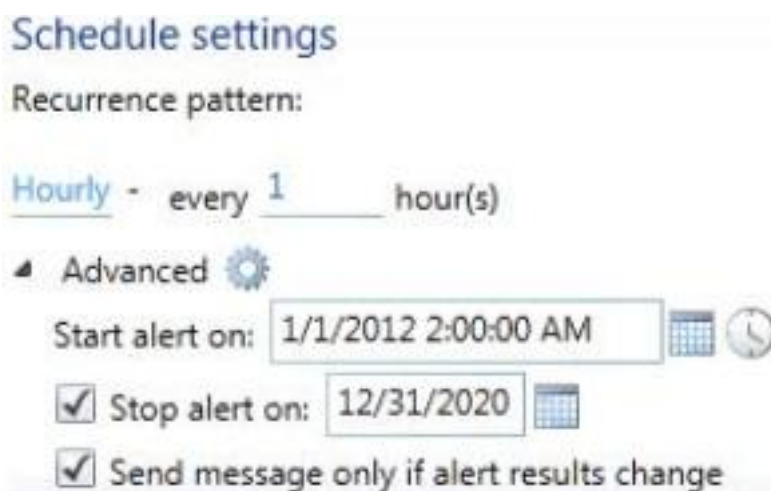 Schedule settings
Recurrence pattern:
Hourly - every 1 hour(s)
Advanced
Start alert on: 1/1/2012 2:00:00 AM
Stop alert on: 12/31/2020
Send message only if alert results change